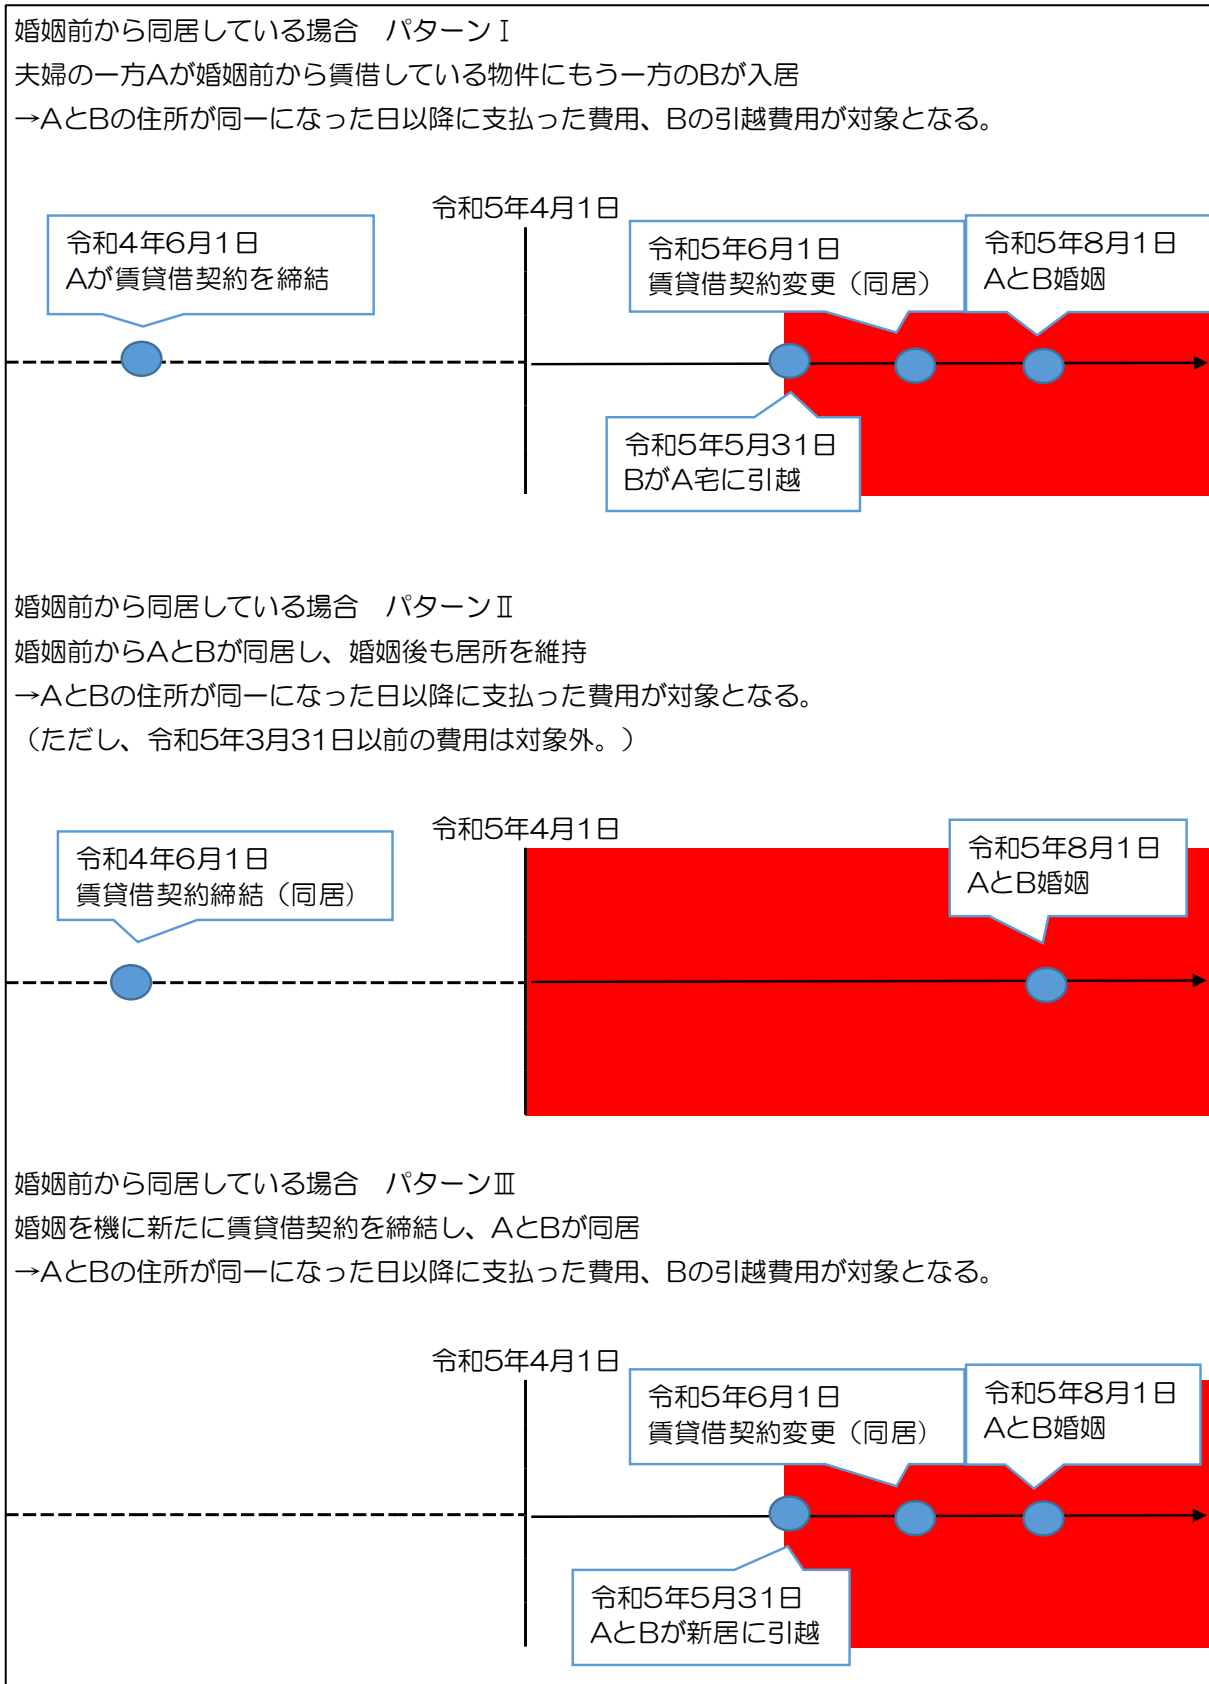 婚姻前から同居している場合　パターンⅠ
夫婦の一方Aが婚姻前から賃借している物件にもう一方のBが入居
→AとBの住所が同一になった日以降に支払った費用、Bの引越費用が対象となる。
令和5年4月1日
令和4年6月1日
Aが賃貸借契約を締結
令和5年6月1日
賃貸借契約変更（同居）
令和5年8月1日
AとB婚姻
令和5年5月31日
BがA宅に引越
婚姻前から同居している場合　パターンⅡ
婚姻前からAとBが同居し、婚姻後も居所を維持
→AとBの住所が同一になった日以降に支払った費用が対象となる。
（ただし、令和5年3月31日以前の費用は対象外。）
令和5年4月1日
令和4年6月1日
賃貸借契約締結（同居）
令和5年8月1日
AとB婚姻
婚姻前から同居している場合　パターンⅢ
婚姻を機に新たに賃貸借契約を締結し、AとBが同居
→AとBの住所が同一になった日以降に支払った費用、Bの引越費用が対象となる。
令和5年4月1日
令和5年6月1日
賃貸借契約変更（同居）
令和5年8月1日
AとB婚姻
令和5年5月31日
AとBが新居に引越